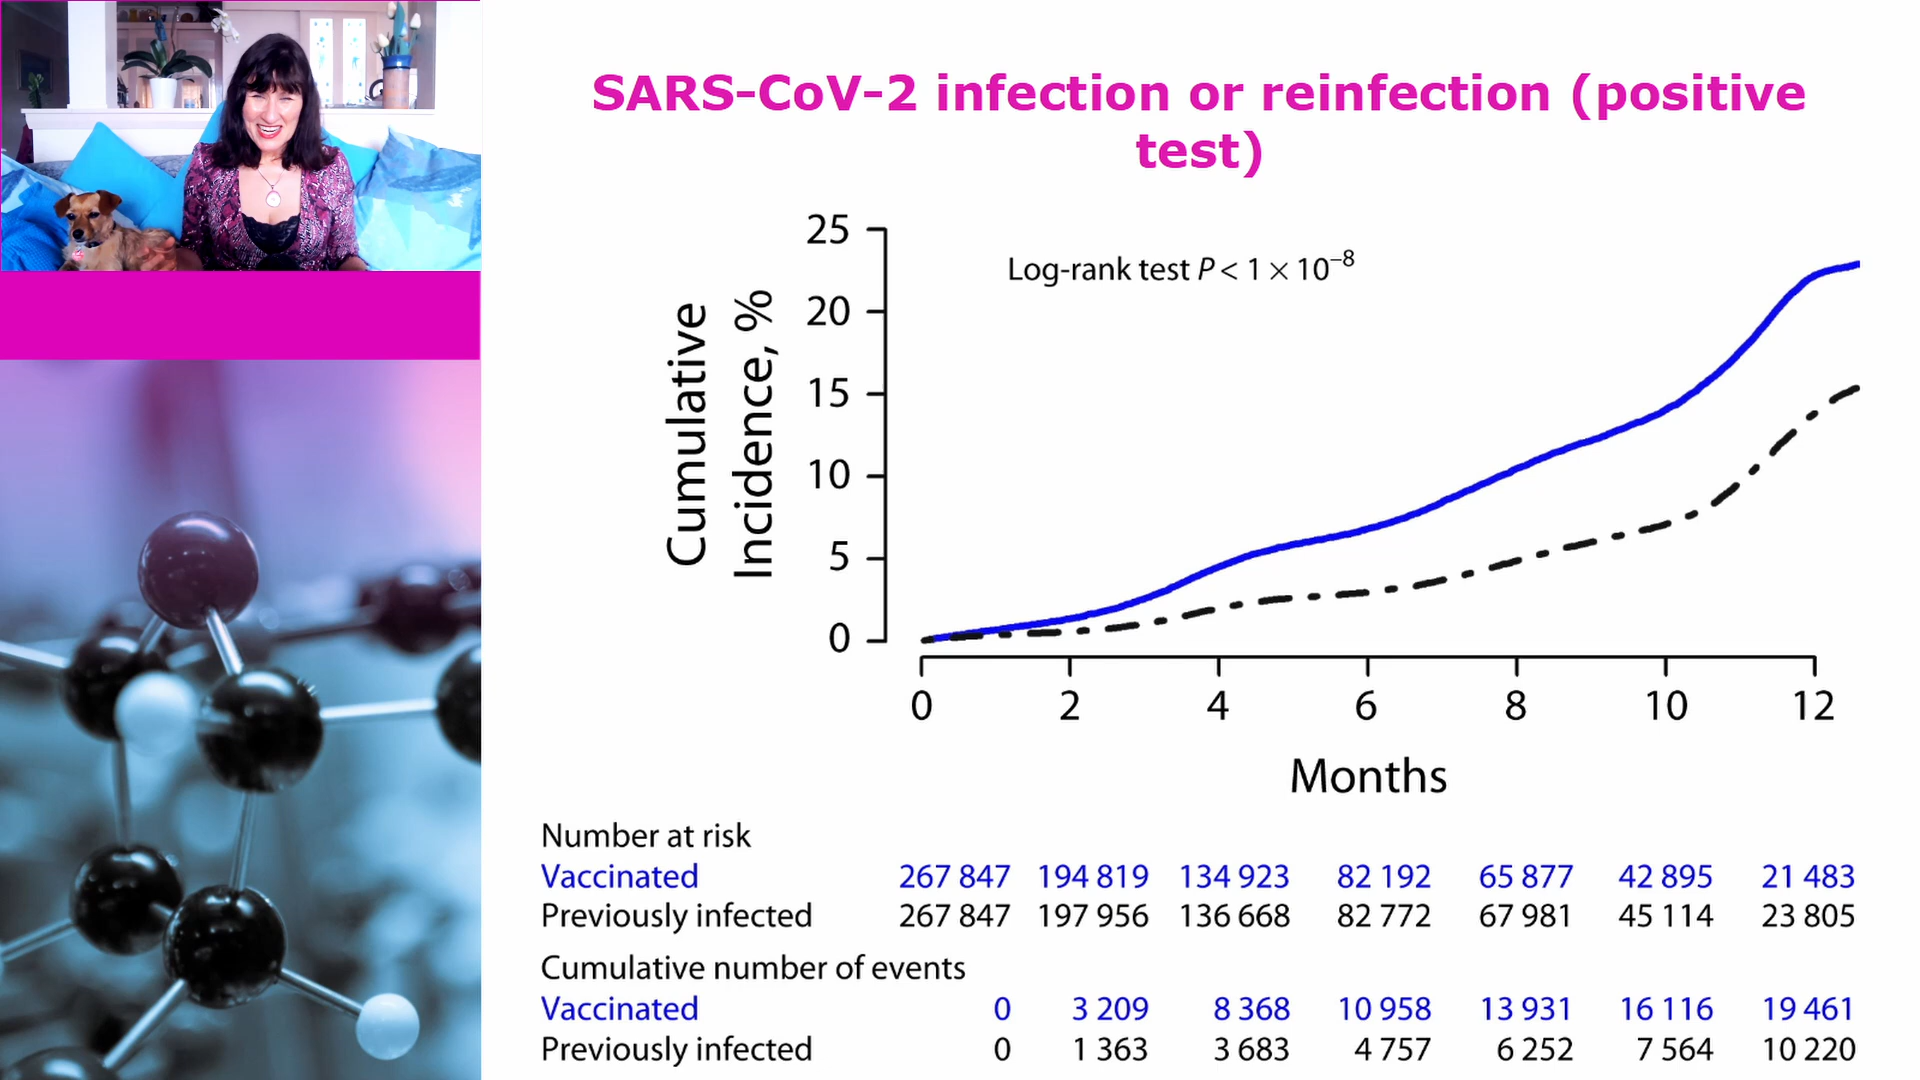 SARS-CoV-2 infection or reinfection (positive
test)
25
20
15
10
5
0
Cumulative
Incidence, %
Log-rank test P < 1 × 10⁻⁸
0 2 4 6 8 10 12
Months
Number at risk
Vaccinated 267 847 194 819 134 923 82 192 65 877 42 895 21 483
Previously infected 267 847 197 956 136 668 82 772 67 981 45 114 23 805
Cumulative number of events
Vaccinated 0 3 209 8 368 10 958 13 931 16 116 19 461
Previously infected 0 1 363 3 683 4 757 6 252 7 564 10 220